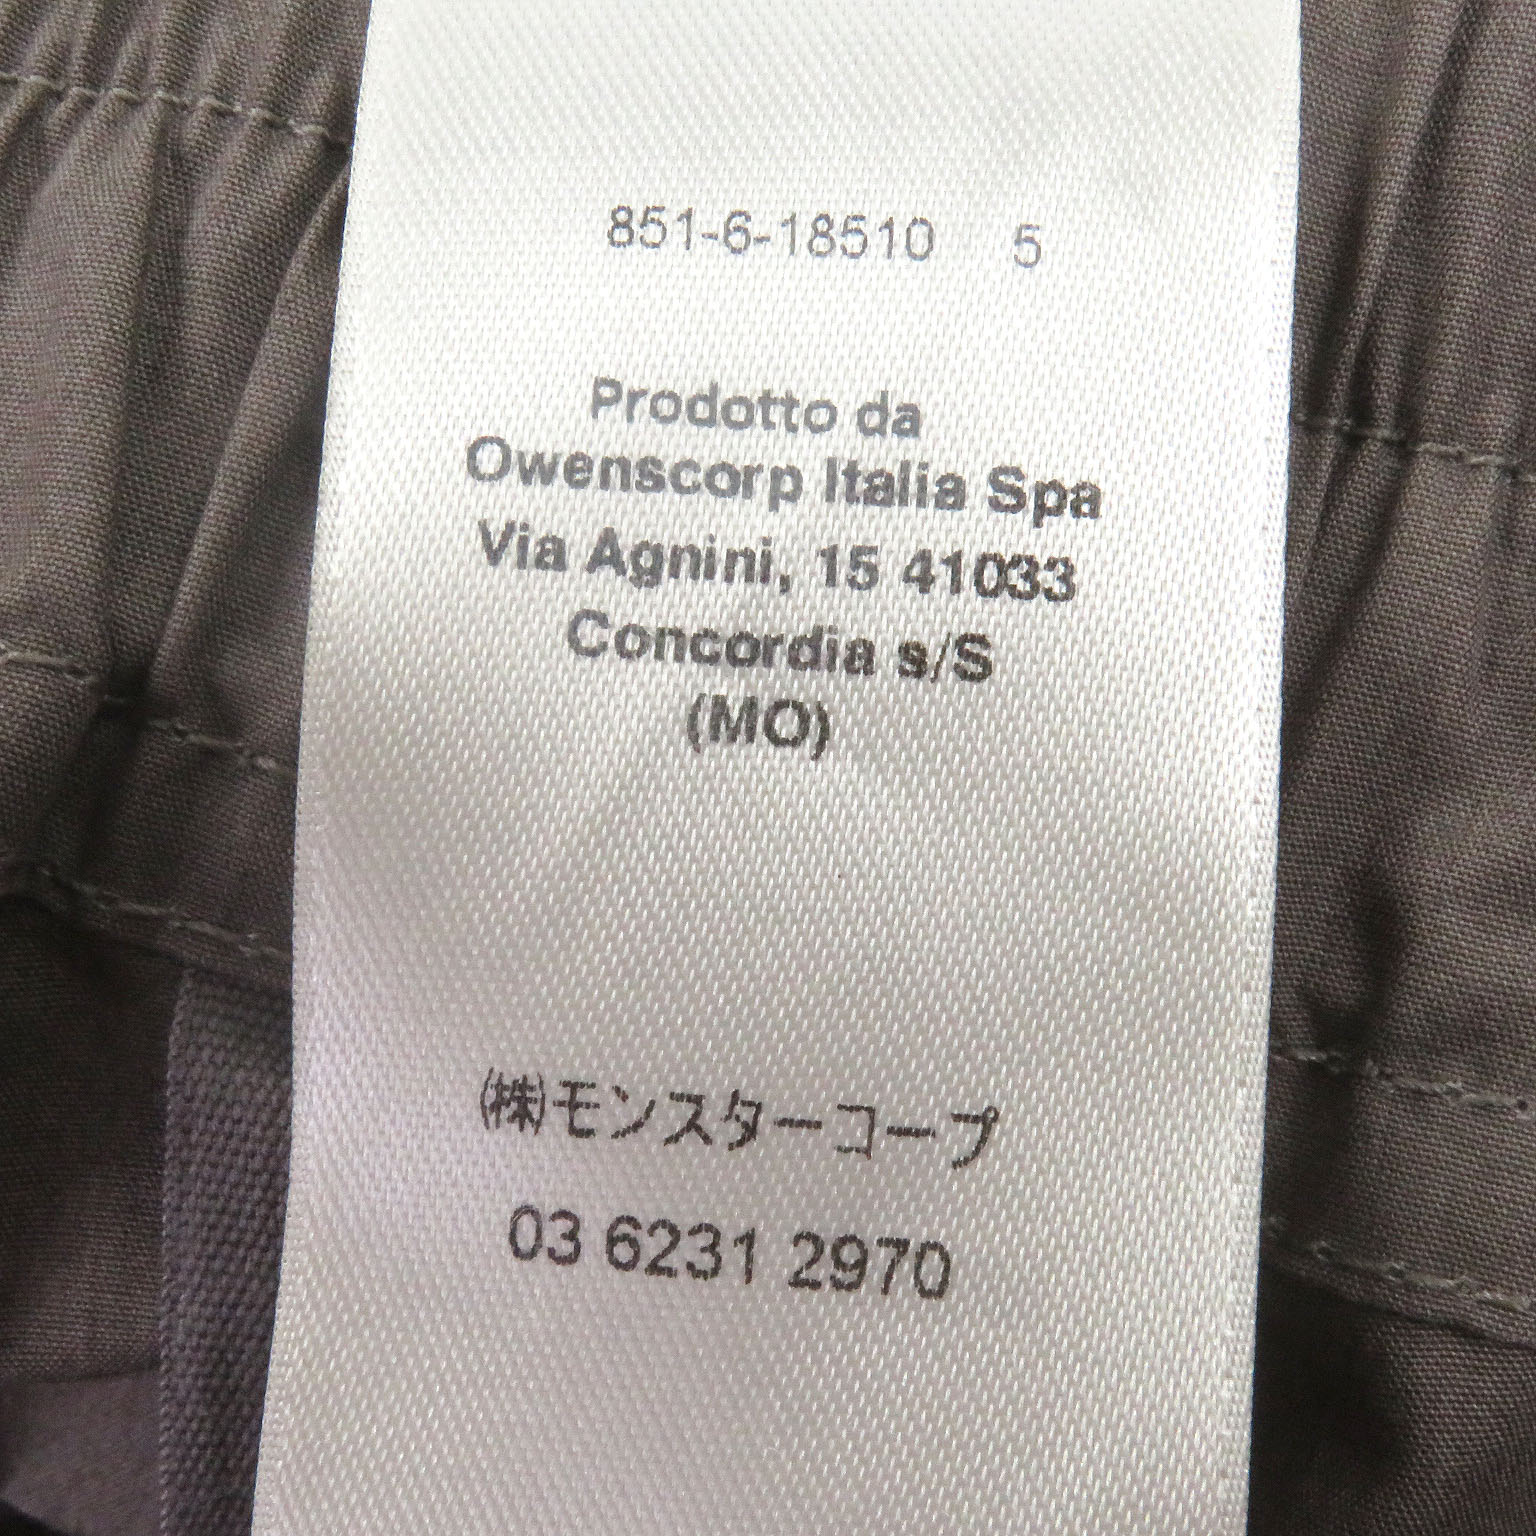 851-6-18510 5
Prodotto da
Owenscorp Italia Spa
Via Agnini, 15 41033
Concordia s/S
(MO)
㈱モンスターコープ
03 6231 2970